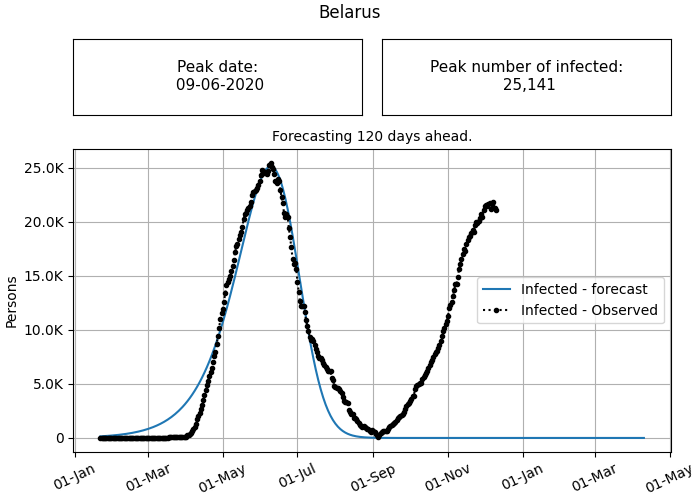 Belarus
Peak date:
09-06-2020
Peak number of infected:
25,141
Forecasting 120 days ahead.
25.0K
20.0K
15.0K
10.0K
5.0K
0
Persons
Infected - forecast
Infected - Observed
01-Jan
01-Mar
01-May
01-Jul
01-Sep
01-Nov
01-Jan
01-Mar
01-May